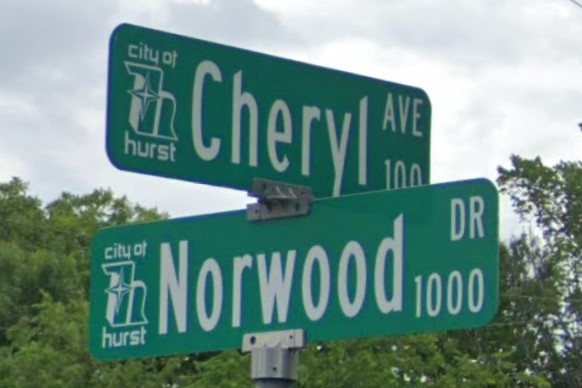 city of
hurst
Cheryl AVE
100
city of
hurst
Norwood DR
1000